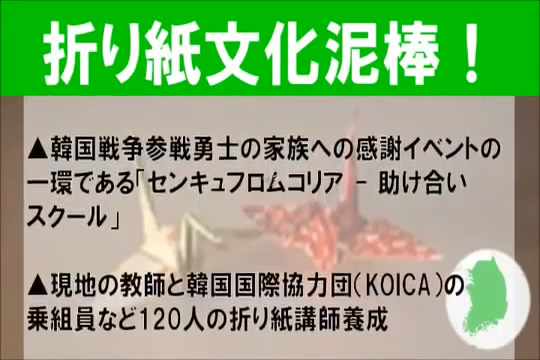 折り紙文化泥棒！
▲韓国戦争参戦勇士の家族への感謝イベントの
一環である「センキュフロムコリア － 助け合い
スクール」
▲現地の教師と韓国国際協力団（KOICA）の
乗組員など120人の折り紙講師養成